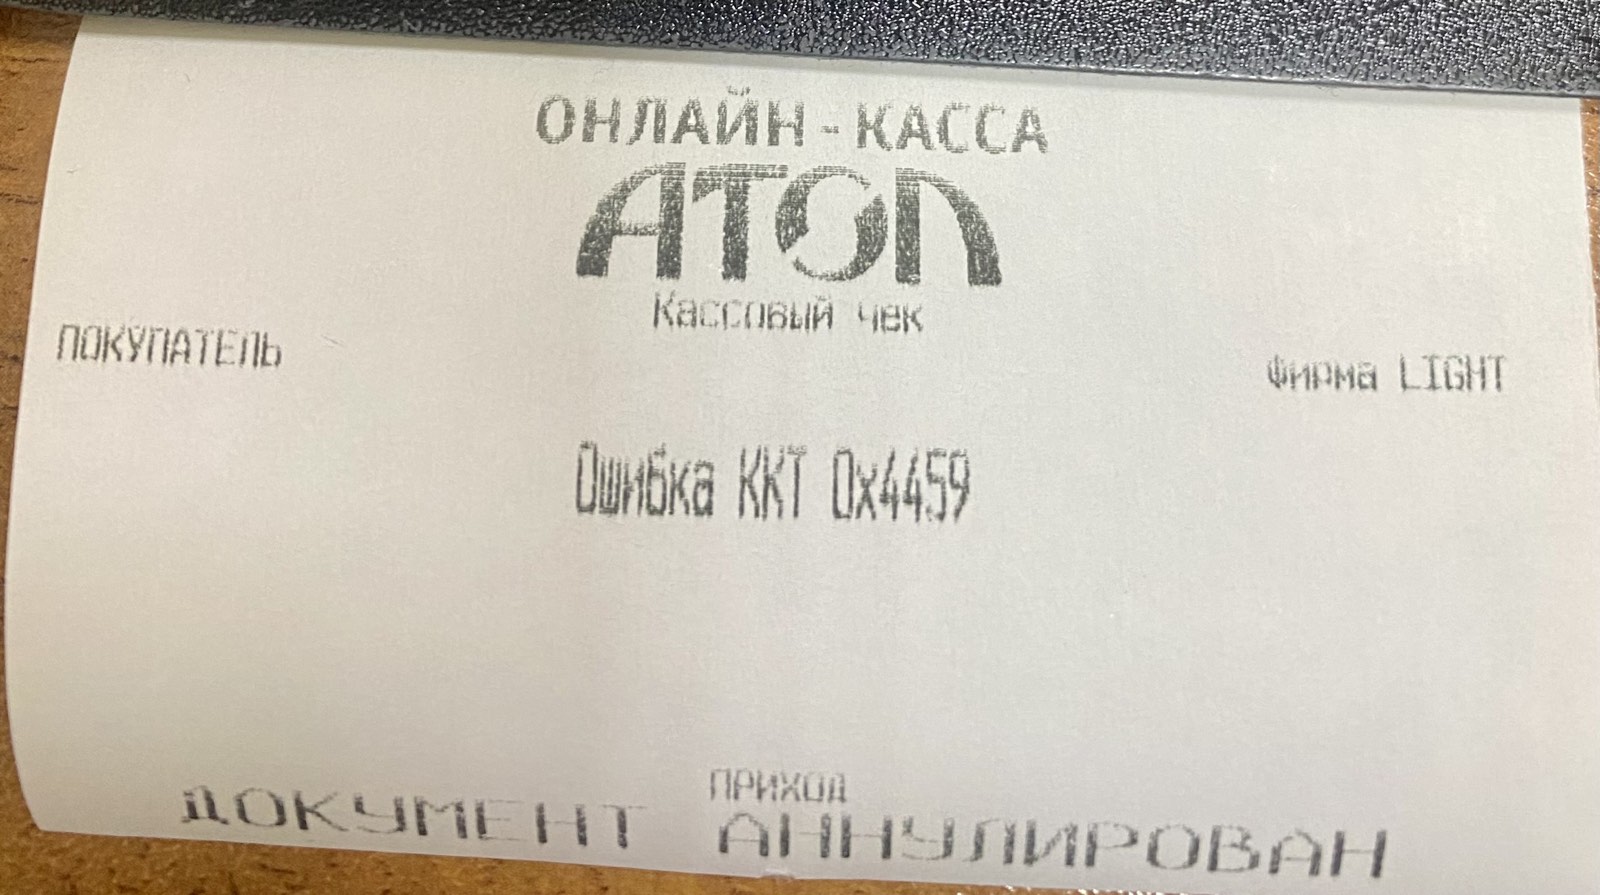 ОНЛАЙН-КАССА
АТОЛ
Кассовый чек
ПОКУПАТЕЛЬ Фирма LIGHT
Ошибка ККТ 0x4459
ПРИХОД
ДОКУМЕНТ АННУЛИРОВАН